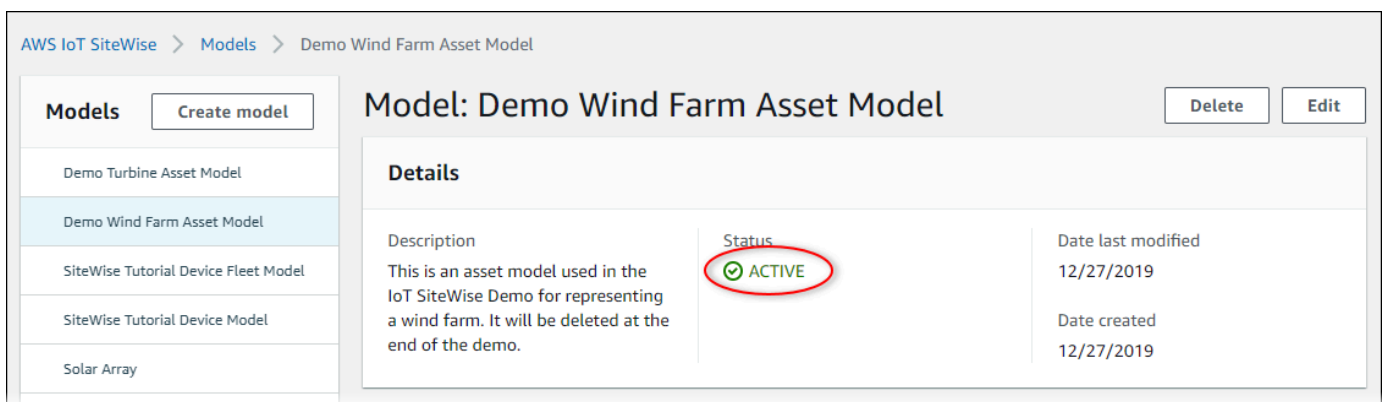 AWS IoT SiteWise > Models > Demo Wind Farm Asset Model
Models
Create model
Demo Turbine Asset Model
Demo Wind Farm Asset Model
SiteWise Tutorial Device Fleet Model
SiteWise Tutorial Device Model
Solar Array
Model: Demo Wind Farm Asset Model
Delete
Edit
Details
Description
This is an asset model used in the
IoT SiteWise Demo for representing
a wind farm. It will be deleted at the
end of the demo.
Status
ACTIVE
Date last modified
12/27/2019
Date created
12/27/2019